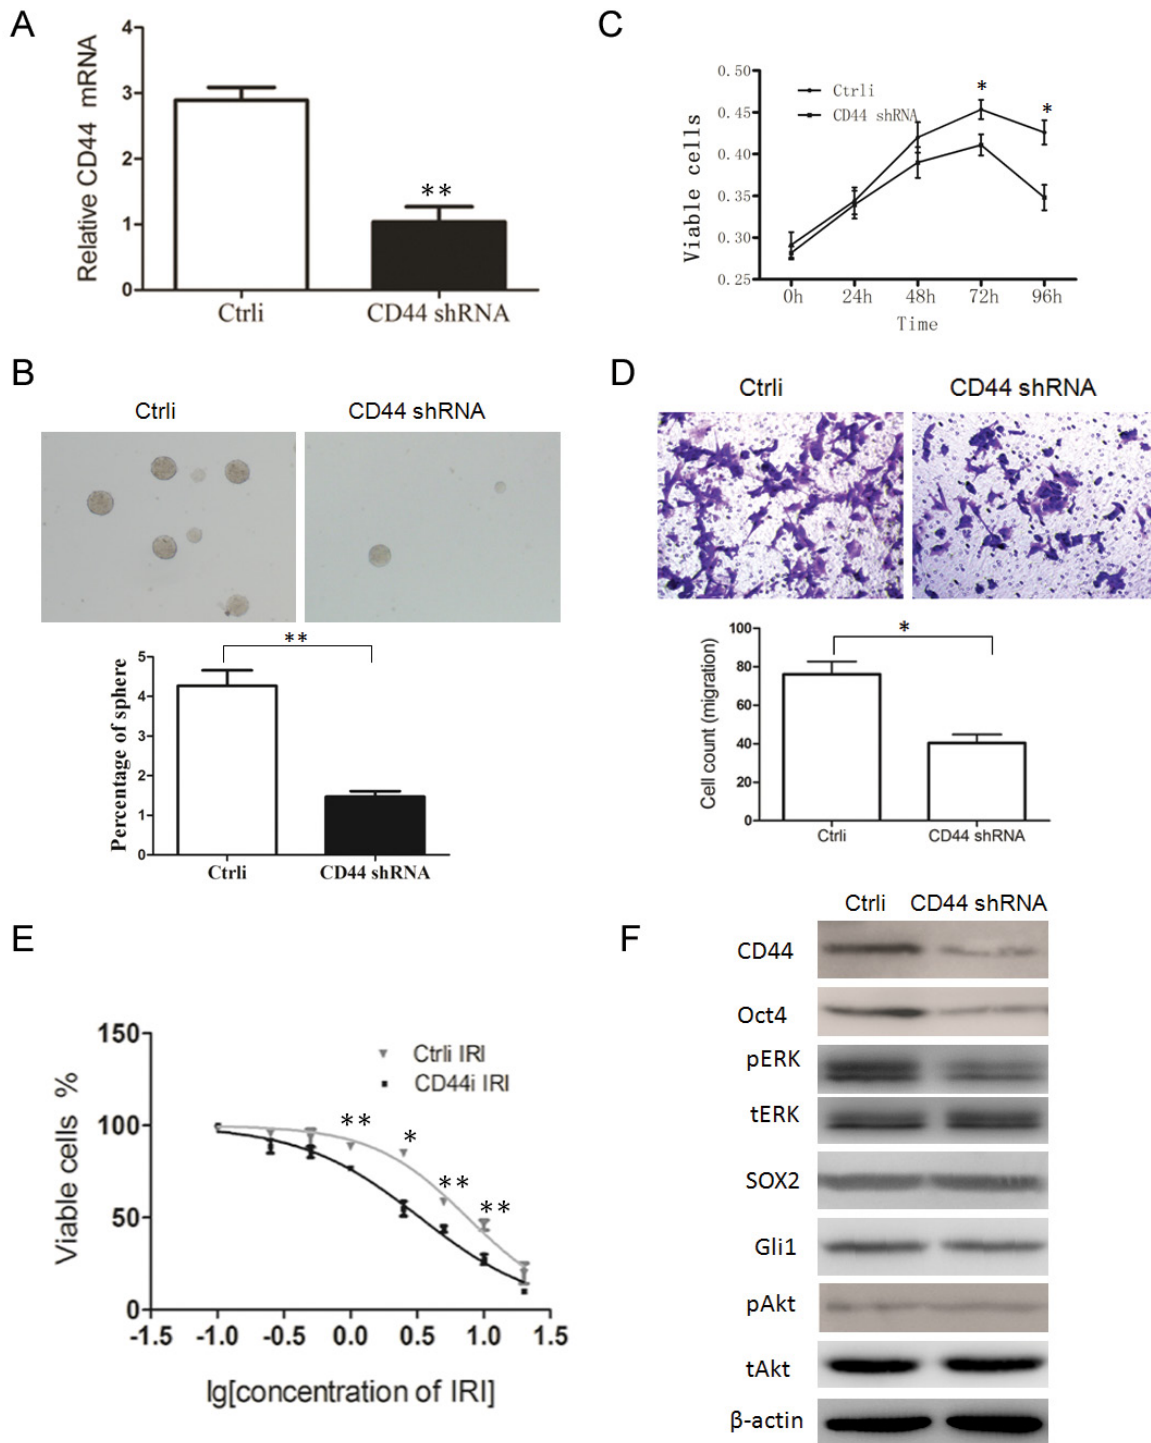 A
Relative CD44 mRNA
4
3
2
1
0
**
Ctrli
CD44 shRNA
C
Viable cells
0.50
0.45
0.40
0.35
0.30
0.25
Ctrli
CD44 shRNA
*
*
0h 24h 48h 72h 96h
Time
B
Ctrli
CD44 shRNA
Percentage of sphere
5
4
3
2
1
0
**
Ctrli
CD44 shRNA
D
Ctrli
CD44 shRNA
Cell count (migration)
100
80
60
40
20
0
*
Ctrli
CD44 shRNA
E
Viable cells %
150
100
50
0
Ctrli IRI
CD44i IRI
**
*
**
**
-1.5 -1.0 -0.5 0.0 0.5 1.0 1.5
lg[concentration of IRI]
F
Ctrli CD44 shRNA
CD44
Oct4
pERK
tERK
SOX2
Gli1
pAkt
tAkt
β-actin